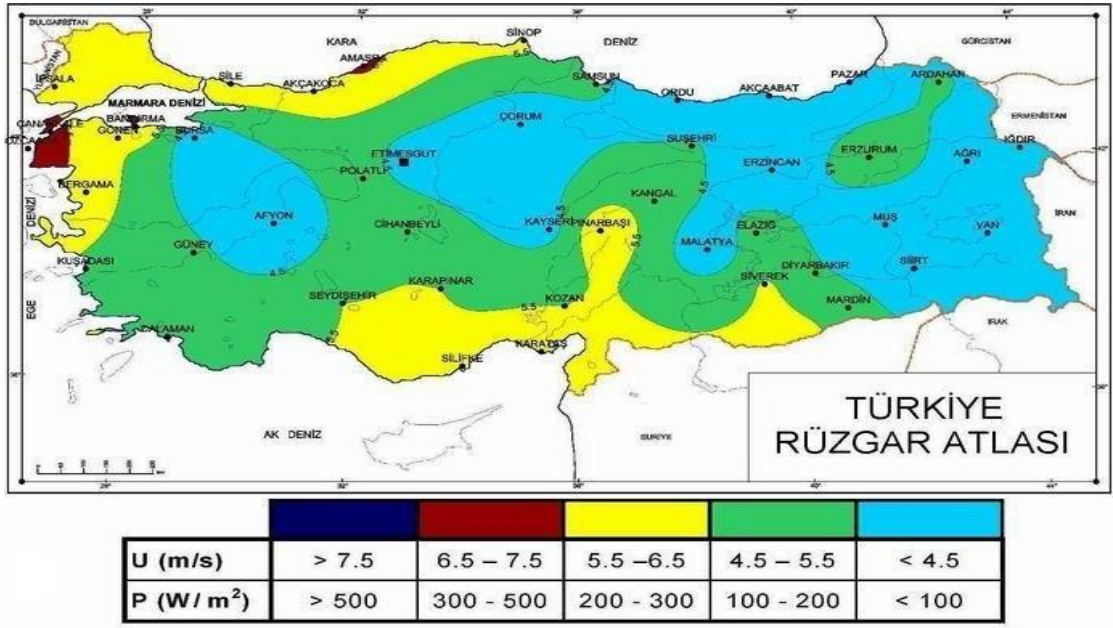 BULGARİSTAN
YUNANİSTAN
KARA
DENİZ
SİNOP
AMASRA
GÜRCİSTAN
İPSALA
ŞİLE
AKÇAKOCA
SAMSUN
ORDU
AKÇAABAT
PAZAR
ARDAHAN
MARMARA DENİZİ
ÇANAKKALE
BANDIRMA
GÖNEN
BURSA
ÇORUM
SUŞEHRİ
ERMENİSTAN
IĞDIR
ETİMESGUT
POLATLI
ERZİNCAN
ERZURUM
AĞRI
BERGAMA
KANGAL
AFYON
CİHANBEYLİ
KAYSERİ
PINARBAŞI
ELAZIĞ
MUŞ
VAN
İRAN
EGE DENİZİ
GÜNEY
MALATYA
KUŞADASI
DİYARBAKIR
SİİRT
SEYDİŞEHİR
KARAPINAR
KOZAN
SİVEREK
MARDİN
DALAMAN
SİLİFKE
KARATAŞ
IRAK
AK DENİZ
SURİYE
TÜRKİYE
RÜZGAR ATLASI
U (m/s) > 7.5 6.5 – 7.5 5.5 –6.5 4.5 – 5.5 < 4.5
P (W/ m²) > 500 300 - 500 200 - 300 100 - 200 < 100